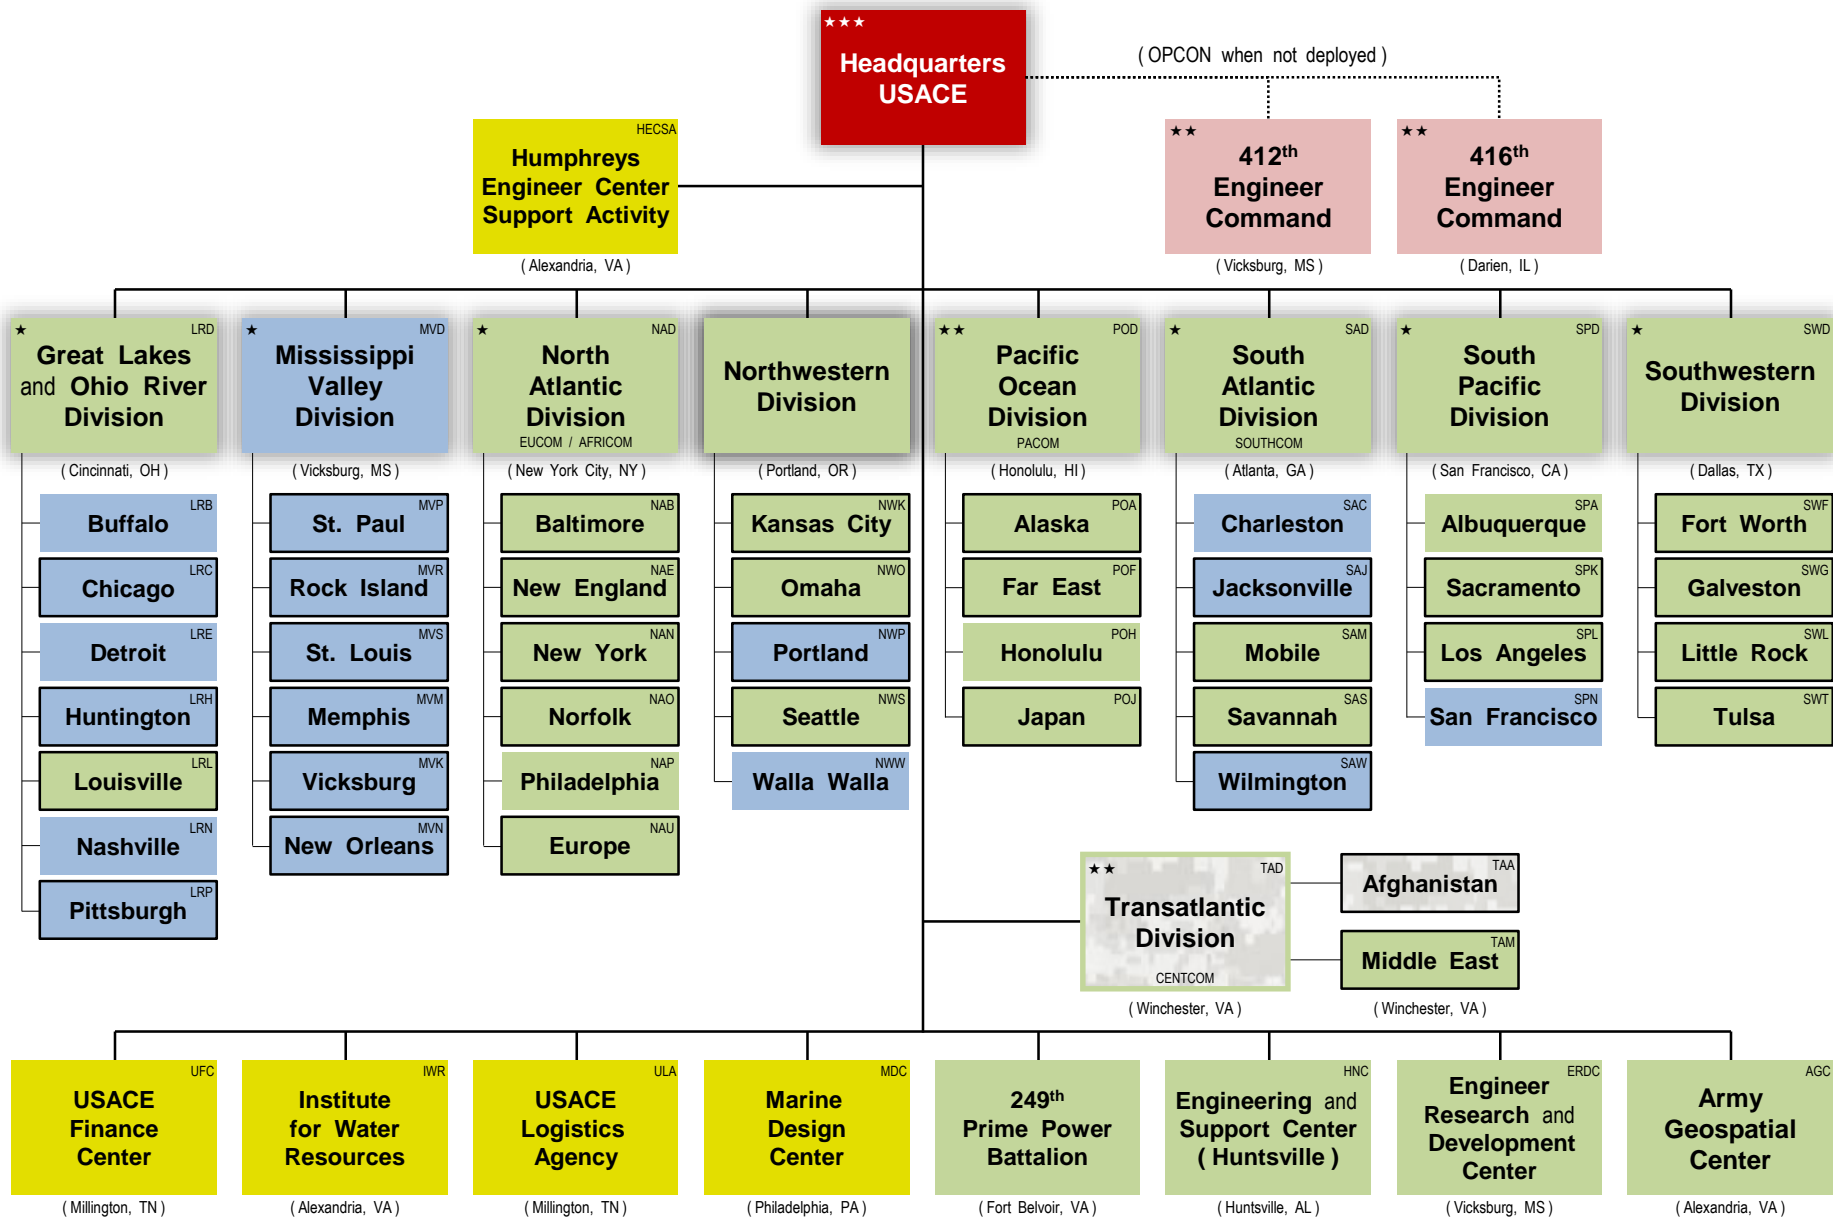 ★★★
Headquarters
USACE
( OPCON when not deployed )
HECSA
Humphreys
Engineer Center
Support Activity
( Alexandria, VA )
★★
412th
Engineer
Command
( Vicksburg, MS )
★★
416th
Engineer
Command
( Darien, IL )
★ LRD
Great Lakes
and Ohio River
Division
( Cincinnati, OH )
LRB
Buffalo
LRC
Chicago
LRE
Detroit
LRH
Huntington
LRL
Louisville
LRN
Nashville
LRP
Pittsburgh
★ MVD
Mississippi
Valley
Division
( Vicksburg, MS )
MVP
St. Paul
MVR
Rock Island
MVS
St. Louis
MVM
Memphis
MVK
Vicksburg
MVN
New Orleans
★ NAD
North
Atlantic
Division
EUCOM / AFRICOM
( New York City, NY )
NAB
Baltimore
NAE
New England
NAN
New York
NAO
Norfolk
NAP
Philadelphia
NAU
Europe
Northwestern
Division
( Portland, OR )
NWK
Kansas City
NWO
Omaha
NWP
Portland
NWS
Seattle
NWW
Walla Walla
★★ POD
Pacific
Ocean
Division
PACOM
( Honolulu, HI )
POA
Alaska
POF
Far East
POH
Honolulu
POJ
Japan
★ SAD
South
Atlantic
Division
SOUTHCOM
( Atlanta, GA )
SAC
Charleston
SAJ
Jacksonville
SAM
Mobile
SAS
Savannah
SAW
Wilmington
★ SPD
South
Pacific
Division
( San Francisco, CA )
SPA
Albuquerque
SPK
Sacramento
SPL
Los Angeles
SPN
San Francisco
★ SWD
Southwestern
Division
( Dallas, TX )
SWF
Fort Worth
SWG
Galveston
SWL
Little Rock
SWT
Tulsa
★★ TAD
Transatlantic
Division
CENTCOM
( Winchester, VA )
TAA
Afghanistan
TAM
Middle East
( Winchester, VA )
UFC
USACE
Finance
Center
( Millington, TN )
IWR
Institute
for Water
Resources
( Alexandria, VA )
ULA
USACE
Logistics
Agency
( Millington, TN )
MDC
Marine
Design
Center
( Philadelphia, PA )
249th
Prime Power
Battalion
( Fort Belvoir, VA )
HNC
Engineering and
Support Center
( Huntsville )
( Huntsville, AL )
ERDC
Engineer
Research and
Development
Center
( Vicksburg, MS )
AGC
Army
Geospatial
Center
( Alexandria, VA )